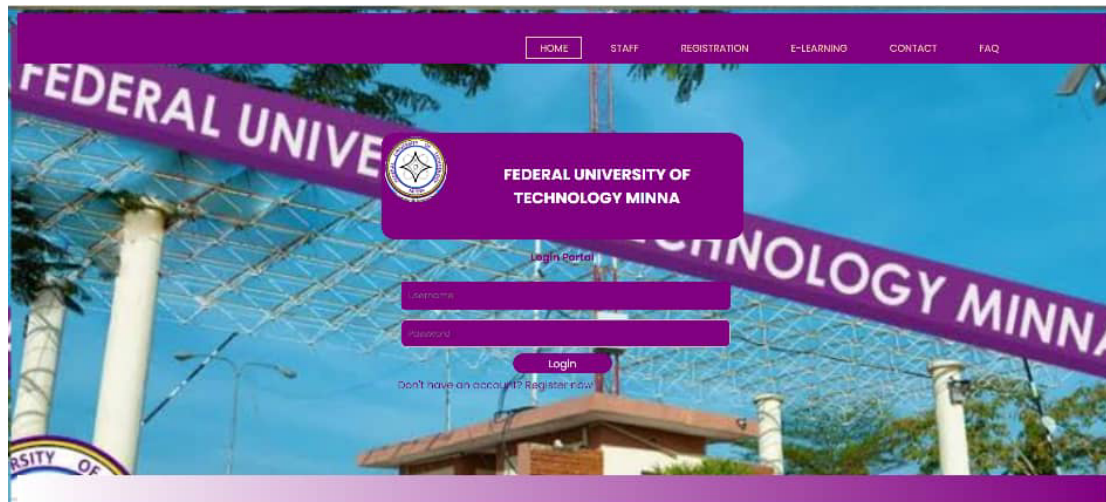 HOME STAFF REGISTRATION E-LEARNING CONTACT FAQ
FEDERAL UNIVE
CHNOLOGY MINNA
FEDERAL UNIVERSITY OF
TECHNOLOGY MINNA
Login Portal
Username
Password
Login
Don't have an account? Register now!
RSITY OF